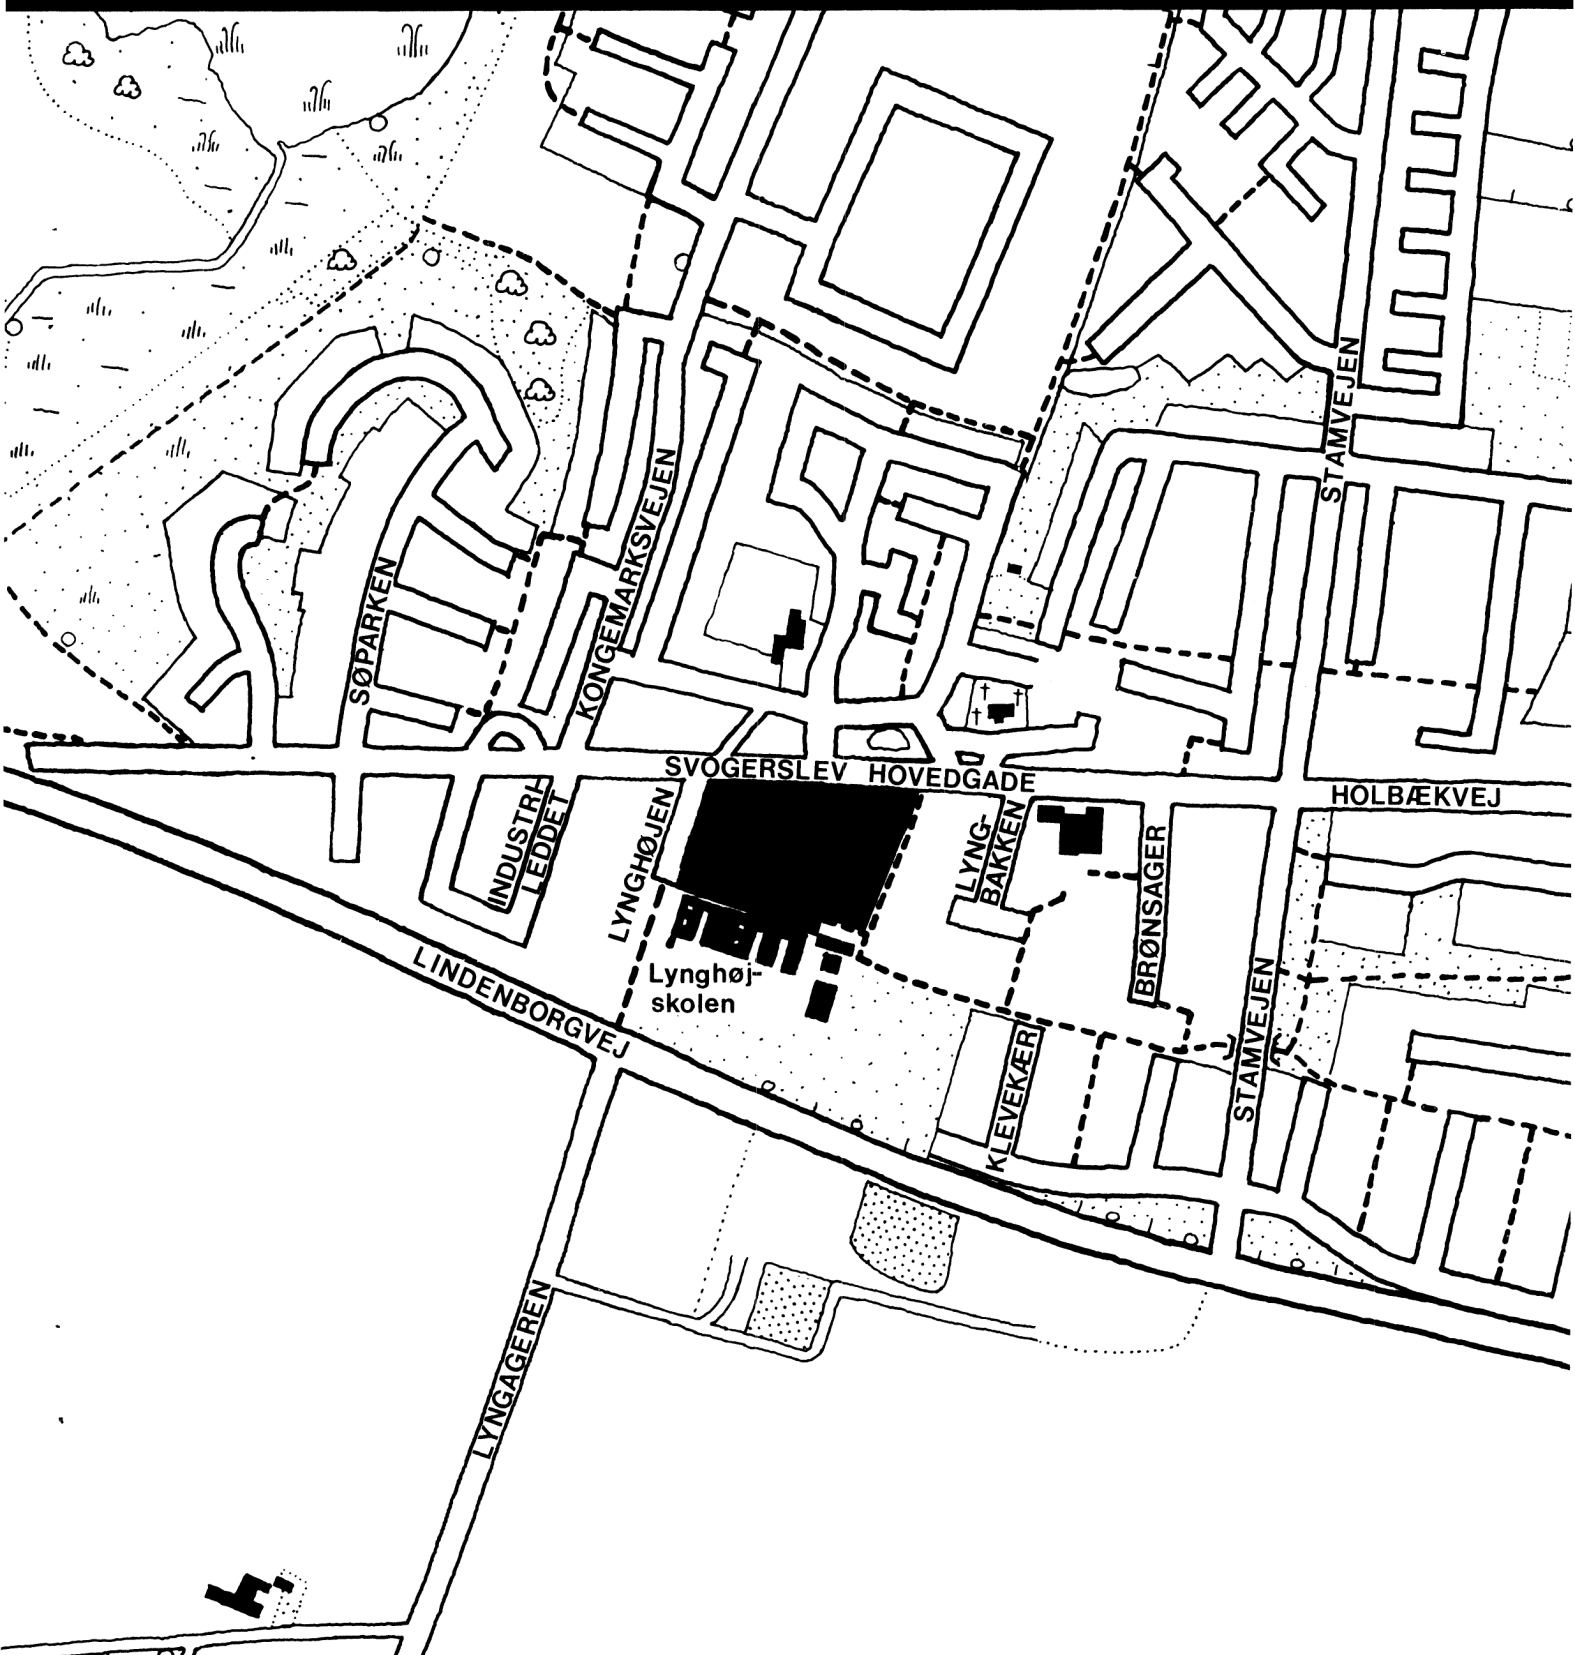 STAMVEJEN
KONGEMARKSVEJEN
SØPARKEN
SVOGERSLEV HOVEDGADE
HOLBÆKVEJ
INDUSTRI-
LEDDET
LYNGHØJEN
LYNG-
BAKKEN
BRØNSAGER
LINDENBORGVEJ
Lynghøj-
skolen
STAMVEJEN
KLEVEKÆR
LYNGAGEREN